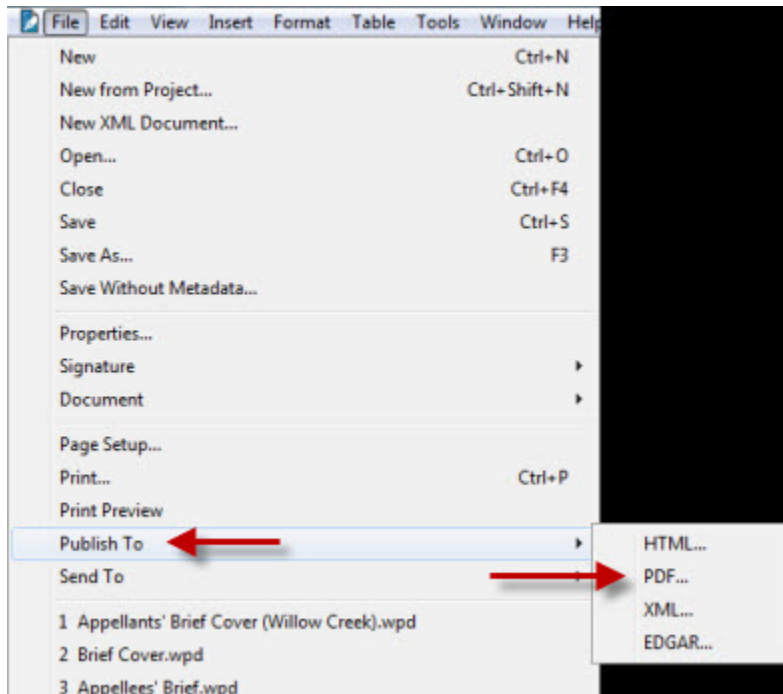 File Edit View Insert Format Table Tools Window Help
New Ctrl+N
New from Project... Ctrl+Shift+N
New XML Document...
Open... Ctrl+O
Close Ctrl+F4
Save Ctrl+S
Save As... F3
Save Without Metadata...
Properties...
Signature
Document
Page Setup...
Print... Ctrl+P
Print Preview
Publish To
HTML...
Send To
PDF...
XML...
EDGAR...
1 Appellants' Brief Cover (Willow Creek).wpd
2 Brief Cover.wpd
3 Appellees' Brief.wpd